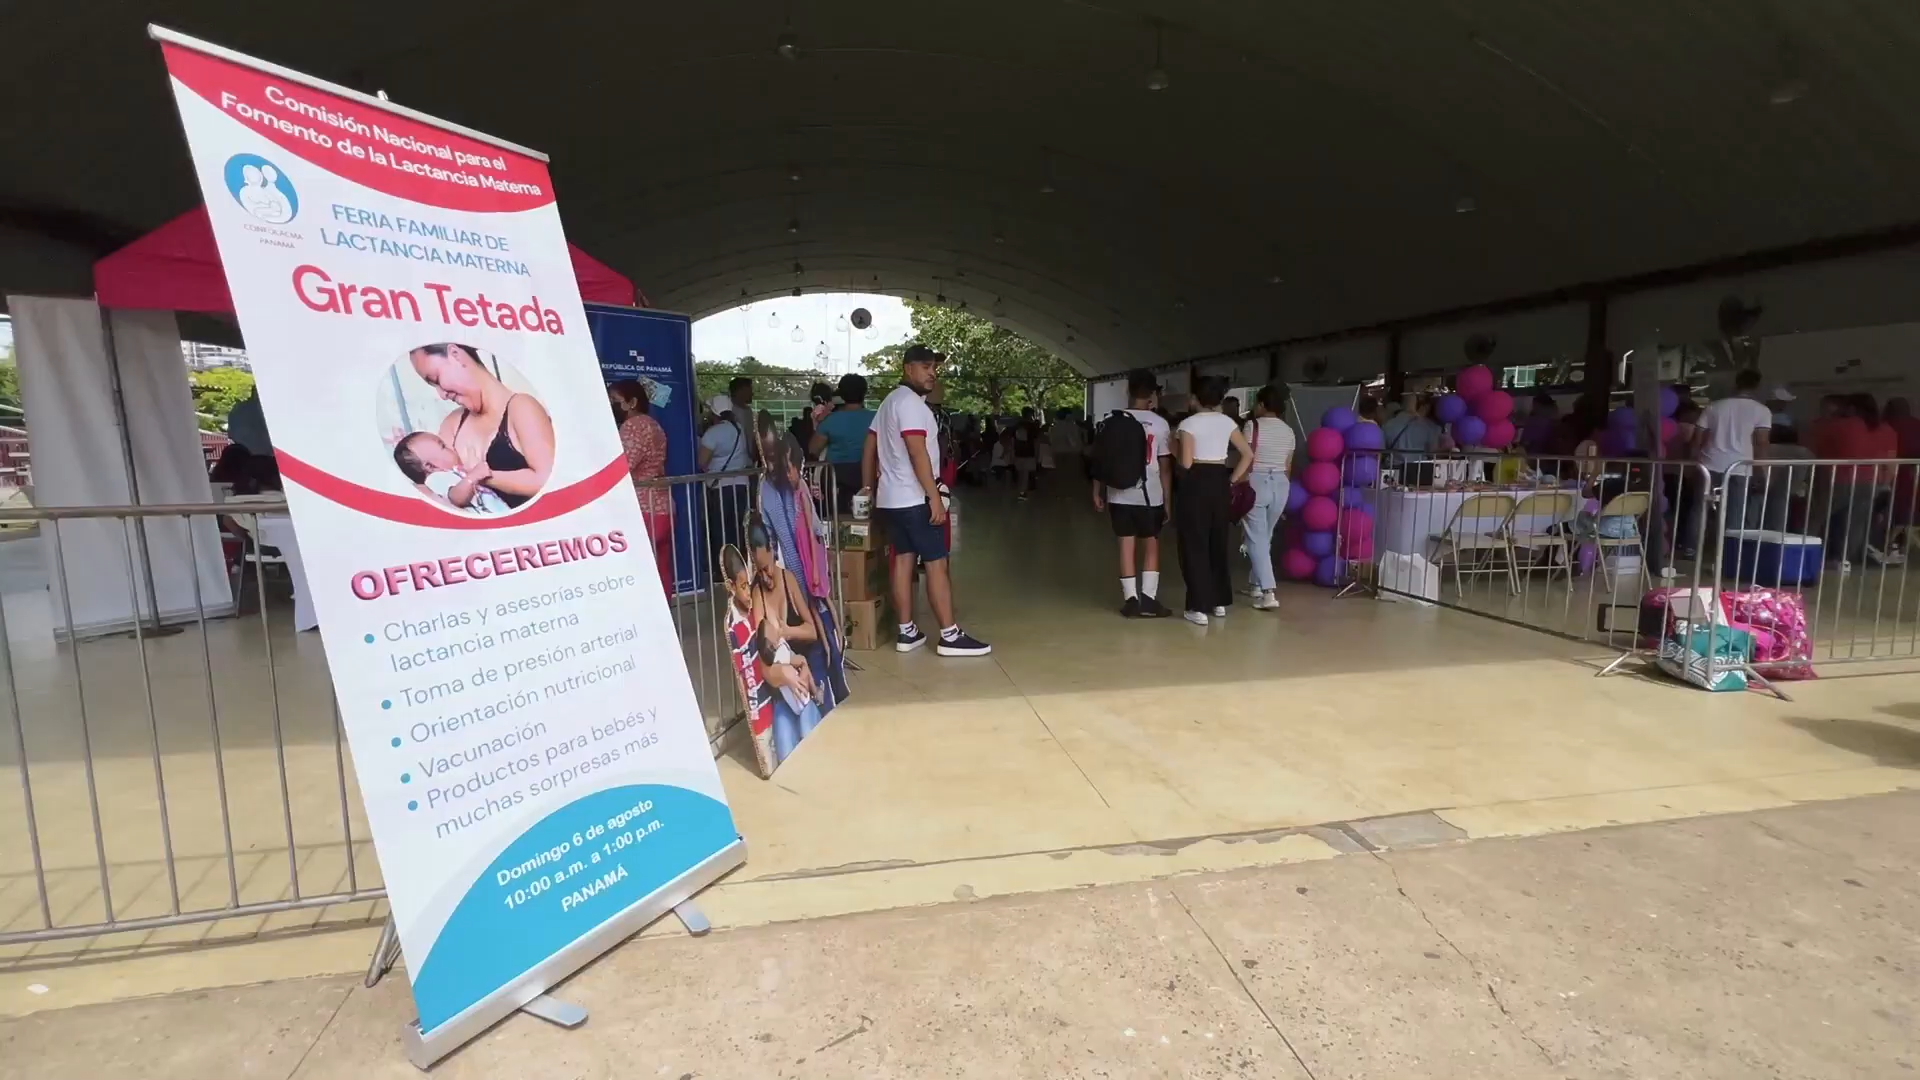 Comisión Nacional para el
Fomento de la Lactancia Materna
CONFOLACMA
PANAMÁ
FERIA FAMILIAR DE
LACTANCIA MATERNA
Gran Tetada
OFRECEREMOS
• Charlas y asesorías sobre
lactancia materna
• Toma de presión arterial
• Orientación nutricional
• Vacunación
• Productos para bebés y
muchas sorpresas más
Domingo 6 de agosto
10:00 a.m. a 1:00 p.m.
PANAMÁ
REPÚBLICA DE PANAMÁ